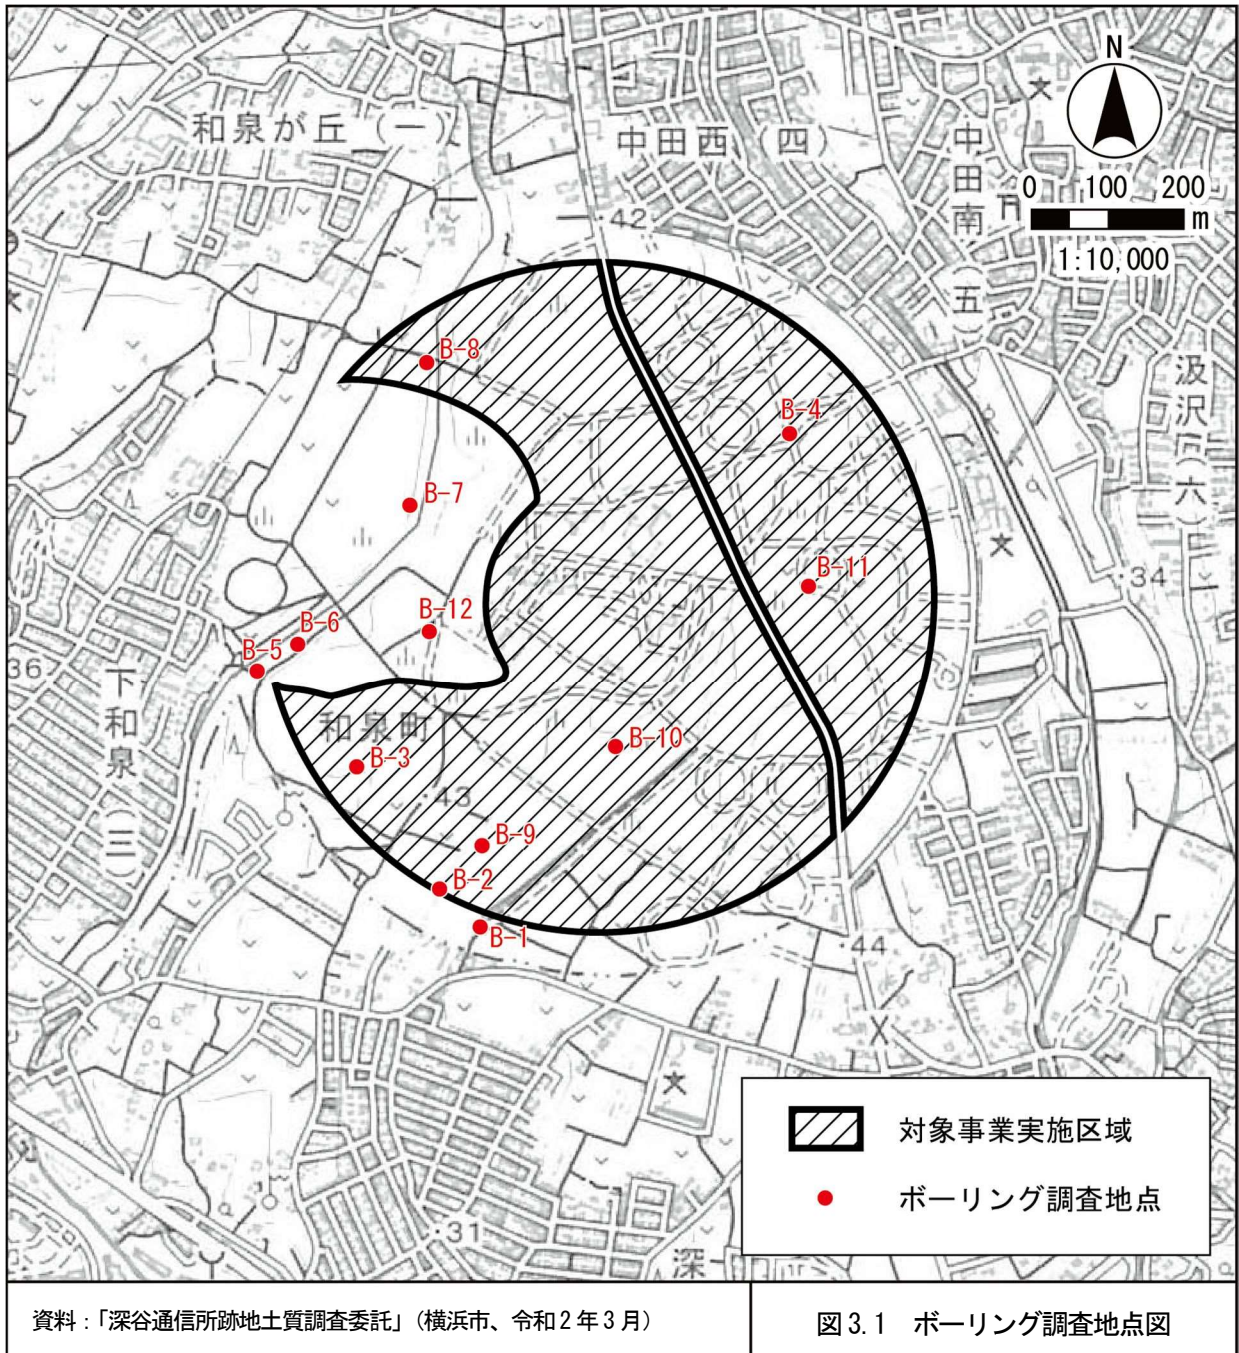 N
0 100 200
m
1:10,000
和泉が丘(一)
中田西(四)
中田南(五)
汲沢(六)
・42
B-8
B-4
B-7
B-11
・34
B-12
B-6
B-5
36
下和泉(三)
和泉町
B-10
B-3
・43
B-9
B-2
B-1
・44
・31
深
対象事業実施区域
ボーリング調査地点
資料:「深谷通信所跡地土質調査委託」(横浜市、令和2年3月)
図3.1 ボーリング調査地点図